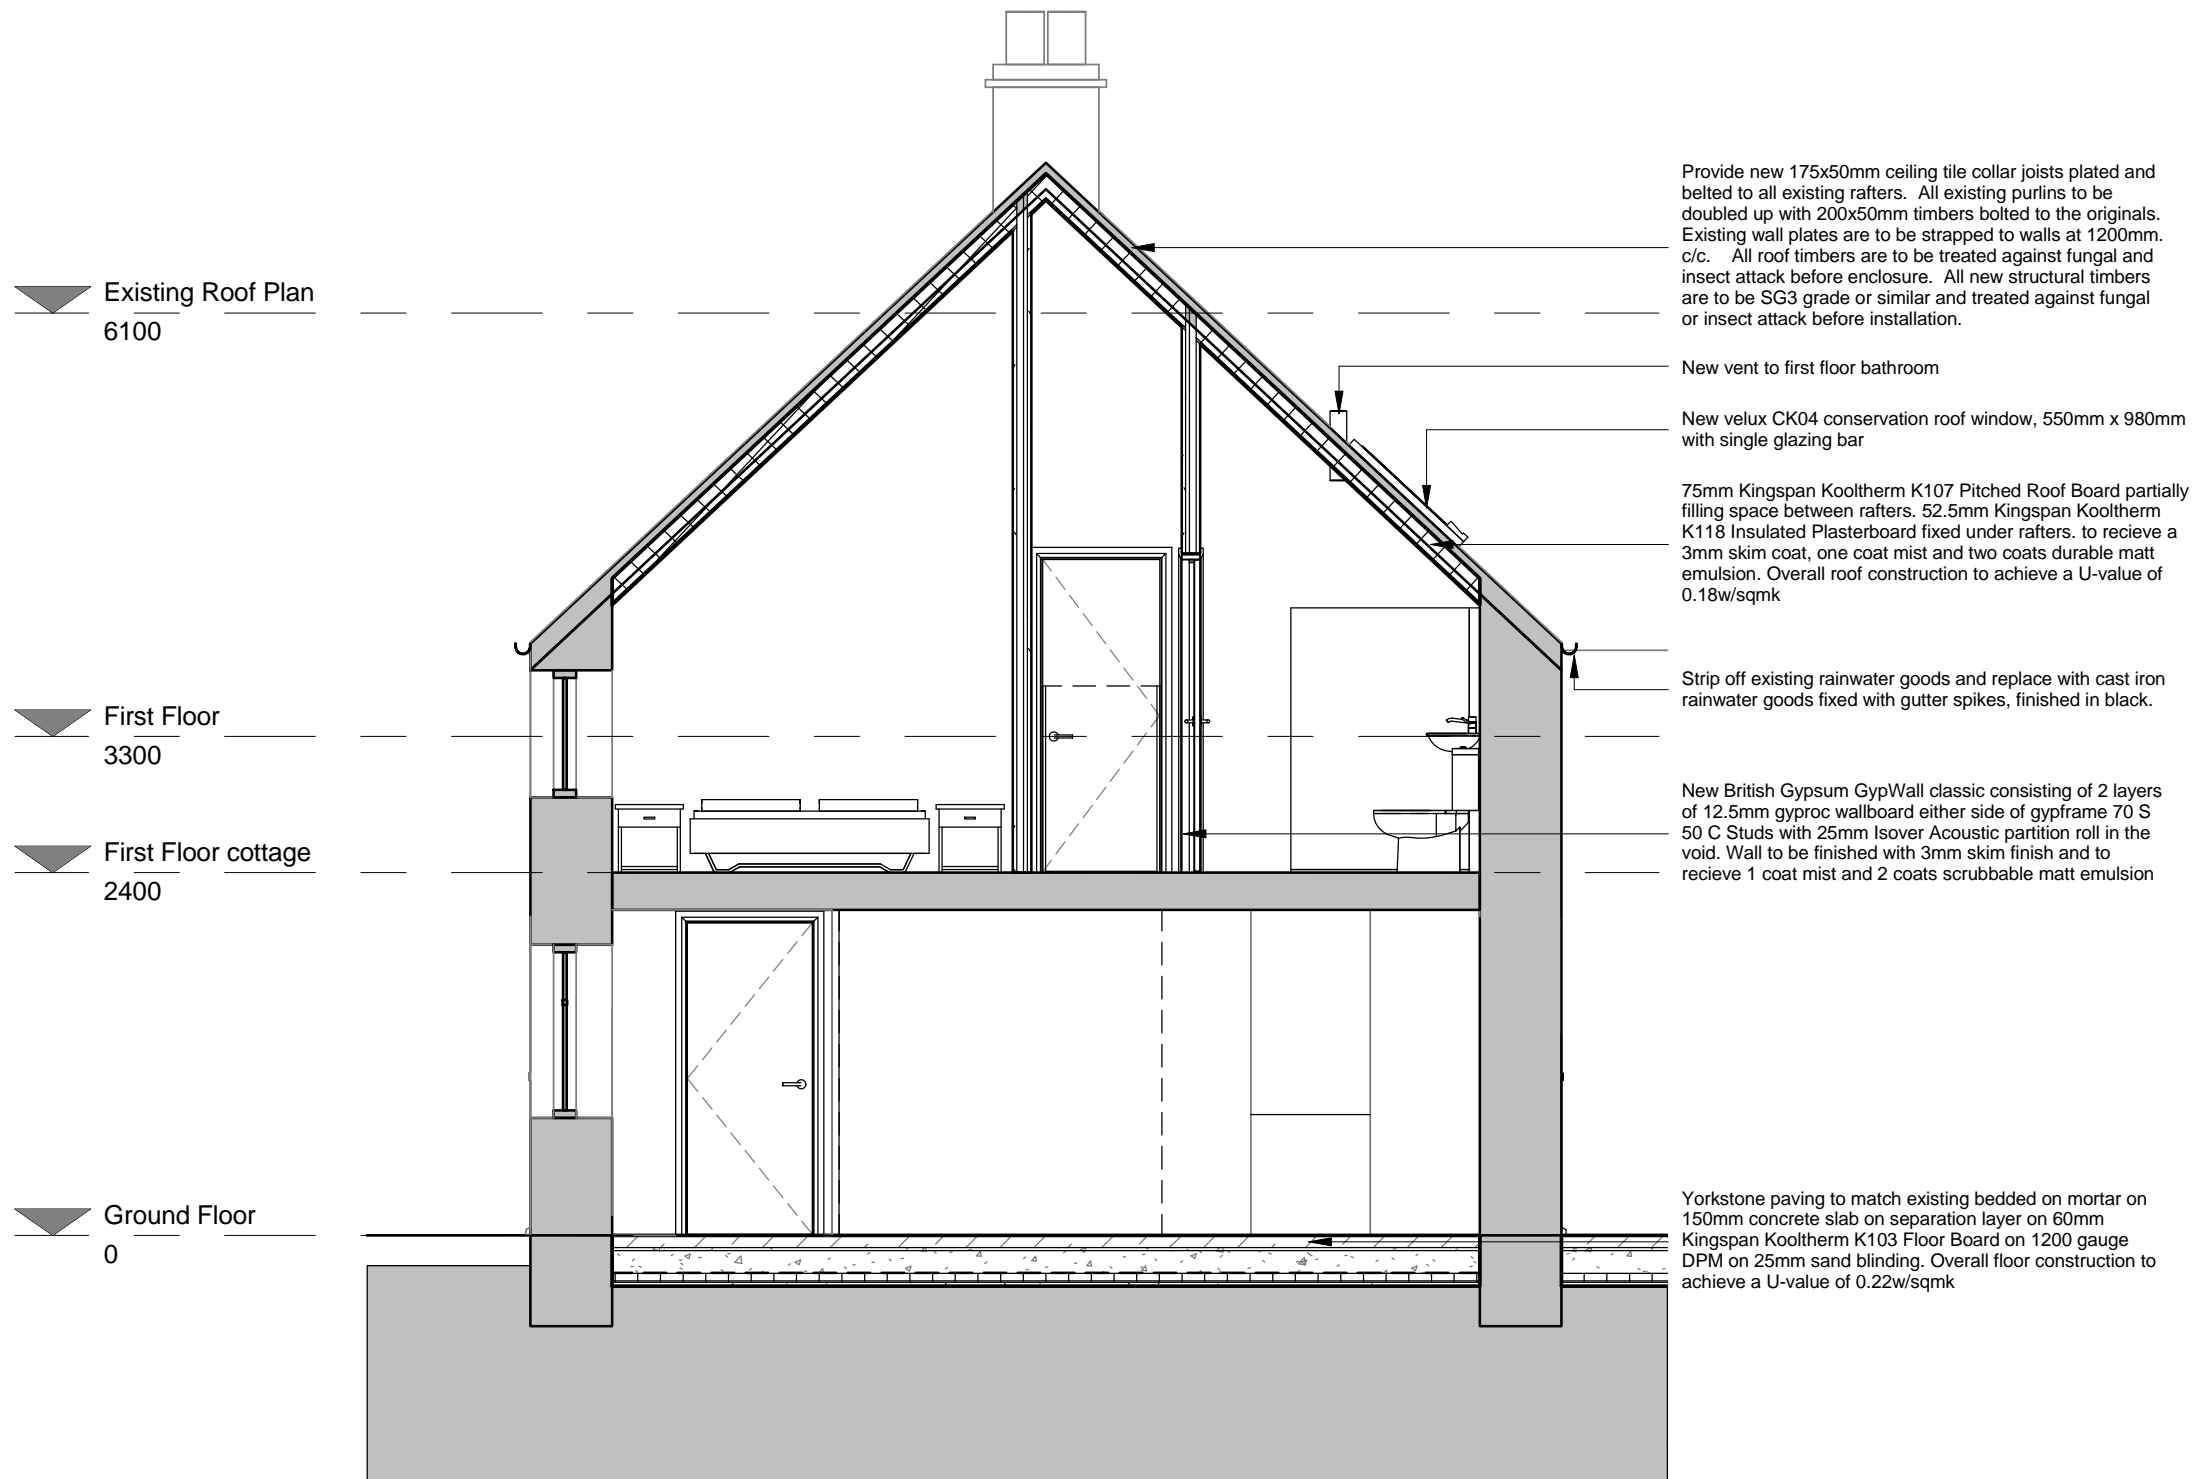 Existing Roof Plan
6100
First Floor
3300
First Floor cottage
2400
Ground Floor
0
Provide new 175x50mm ceiling tile collar joists plated and
belted to all existing rafters.  All existing purlins to be
doubled up with 200x50mm timbers bolted to the originals.
Existing wall plates are to be strapped to walls at 1200mm.
c/c.    All roof timbers are to be treated against fungal and
insect attack before enclosure.  All new structural timbers
are to be SG3 grade or similar and treated against fungal
or insect attack before installation.
New vent to first floor bathroom
New velux CK04 conservation roof window, 550mm x 980mm
with single glazing bar
75mm Kingspan Kooltherm K107 Pitched Roof Board partially
filling space between rafters. 52.5mm Kingspan Kooltherm
K118 Insulated Plasterboard fixed under rafters. to recieve a
3mm skim coat, one coat mist and two coats durable matt
emulsion. Overall roof construction to achieve a U-value of
0.18w/sqmk
Strip off existing rainwater goods and replace with cast iron
rainwater goods fixed with gutter spikes, finished in black.
New British Gypsum GypWall classic consisting of 2 layers
of 12.5mm gyproc wallboard either side of gypframe 70 S
50 C Studs with 25mm Isover Acoustic partition roll in the
void. Wall to be finished with 3mm skim finish and to
recieve 1 coat mist and 2 coats scrubbable matt emulsion
Yorkstone paving to match existing bedded on mortar on
150mm concrete slab on separation layer on 60mm
Kingspan Kooltherm K103 Floor Board on 1200 gauge
DPM on 25mm sand blinding. Overall floor construction to
achieve a U-value of 0.22w/sqmk